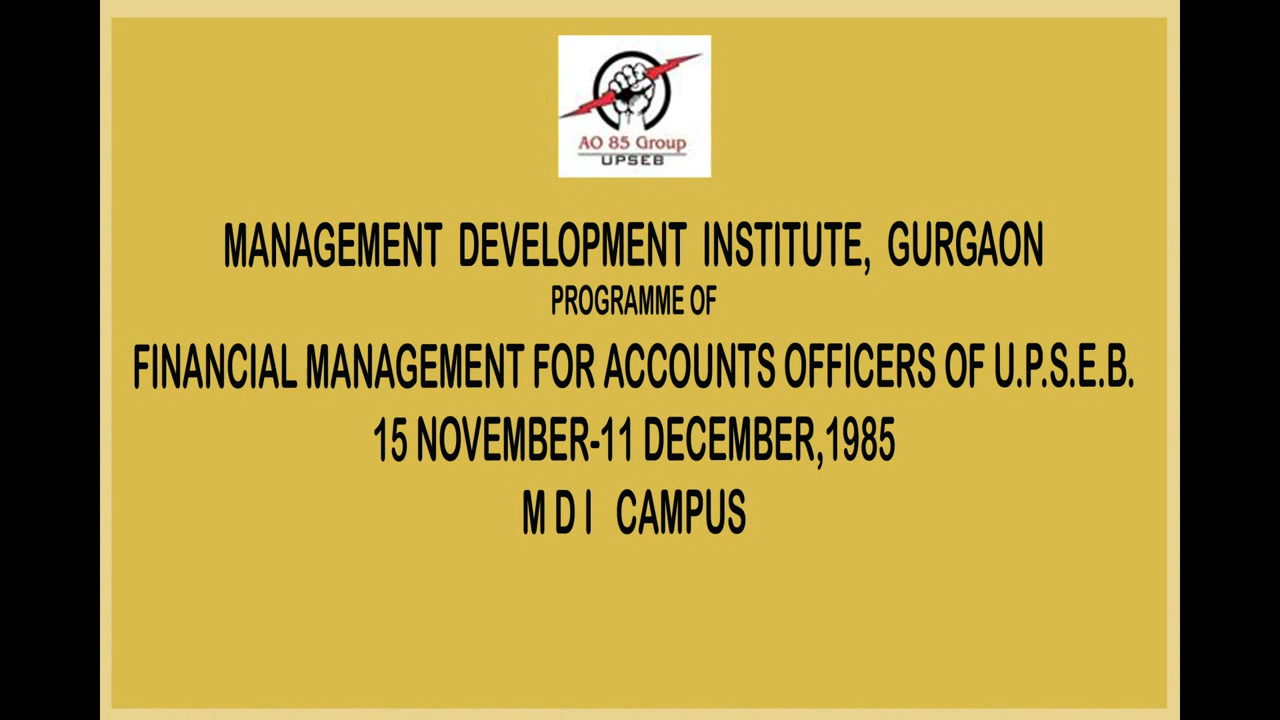 AO 85 Group
UPSEB
MANAGEMENT DEVELOPMENT INSTITUTE, GURGAON
PROGRAMME OF
FINANCIAL MANAGEMENT FOR ACCOUNTS OFFICERS OF U.P.S.E.B.
15 NOVEMBER-11 DECEMBER,1985
M D I CAMPUS